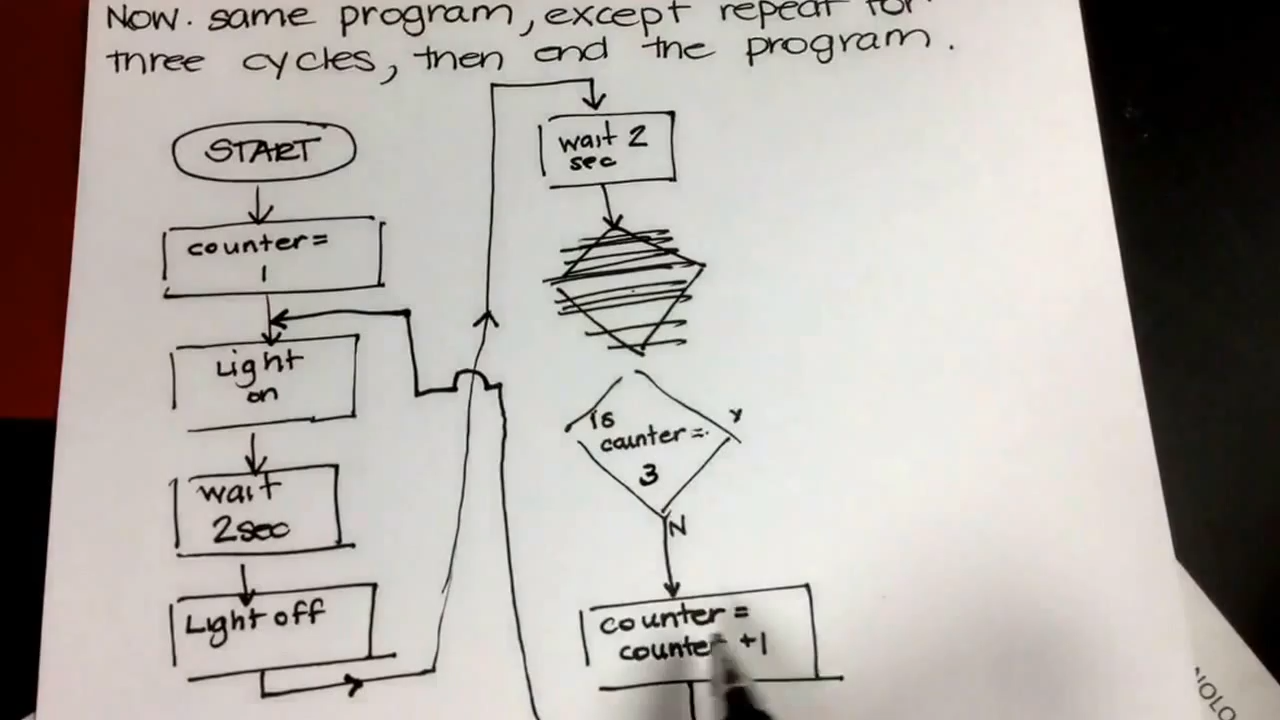 Now. same program, except repeat for
three cycles, then end the program.
START
counter=
1
Light
on
wait
2sec
Light off
wait 2
sec
Is
counter=
3
Y
N
counter =
counter +1